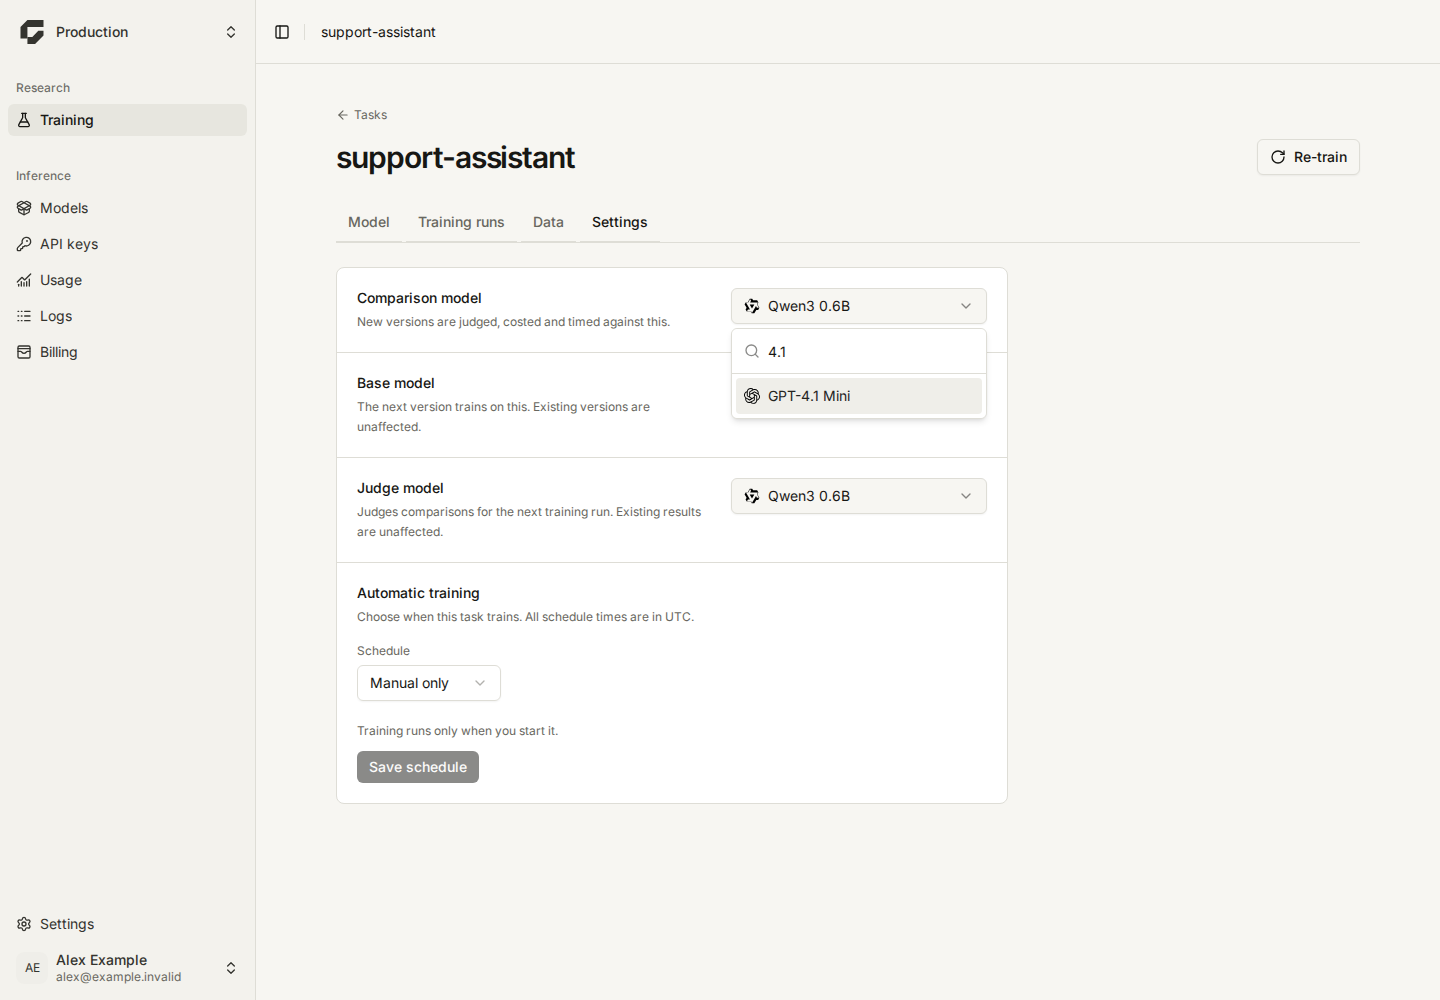 Production
Research
Training
Inference
Models
API keys
Usage
Logs
Billing
Settings
AE
Alex Example
alex@example.invalid
support-assistant
Tasks
support-assistant
Re-train
Model
Training runs
Data
Settings
Comparison model
New versions are judged, costed and timed against this.
Qwen3 0.6B
4.1
GPT-4.1 Mini
Base model
The next version trains on this. Existing versions are
unaffected.
Judge model
Judges comparisons for the next training run. Existing results
are unaffected.
Qwen3 0.6B
Automatic training
Choose when this task trains. All schedule times are in UTC.
Schedule
Manual only
Training runs only when you start it.
Save schedule